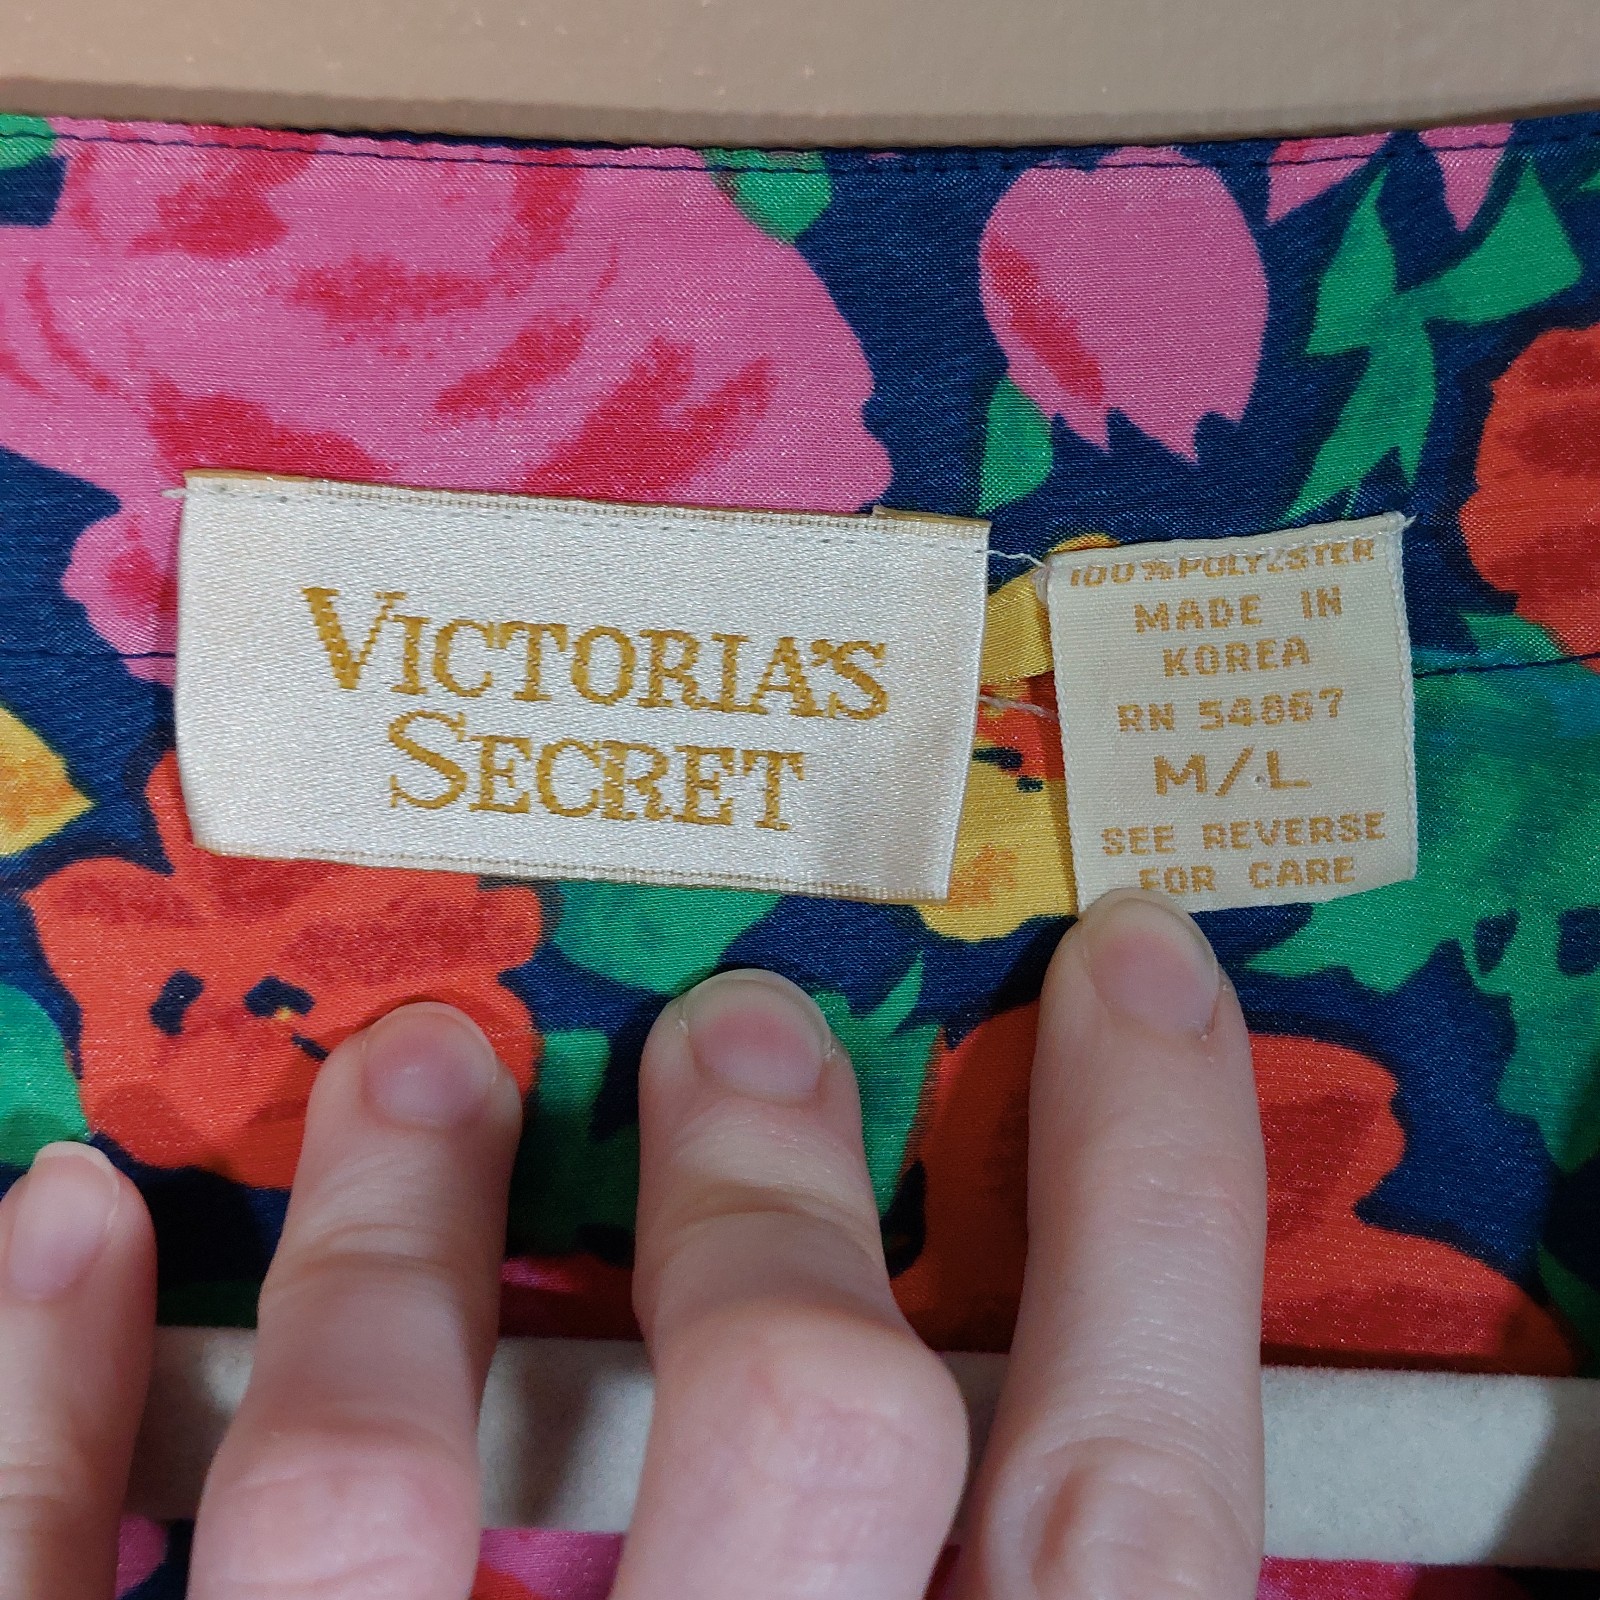 VICTORIA'S
SECRET
100% POLYESTER
MADE IN
KOREA
RN 54867
M/L
SEE REVERSE
FOR CARE